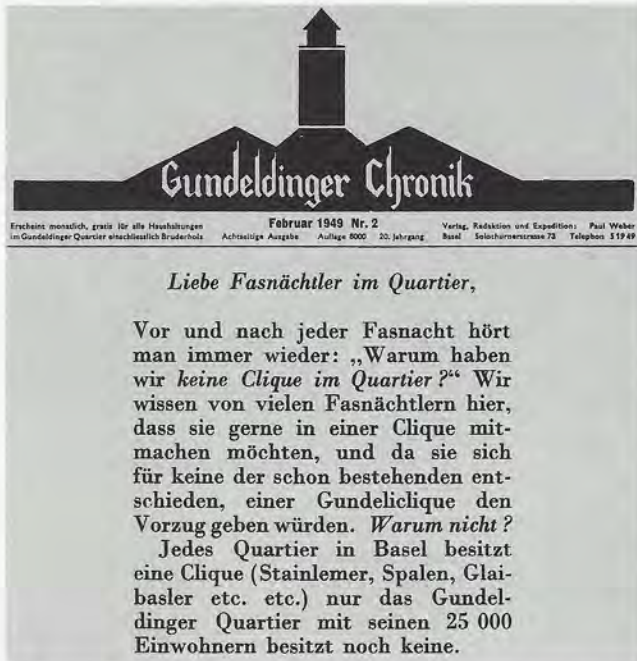 Gundeldinger Chronik
Erscheint monatlich, gratis für alle Haushaltungen
im Gundeldinger Quartier einschliesslich Bruderholz
Februar 1949 Nr. 2
Achtseitige Ausgabe Auflage 8000 20. Jahrgang
Verlag, Redaktion und Expedition: Paul Weber
Basel Solothurnerstrasse 73 Telephon 5 19 49
Liebe Fasnächtler im Quartier,
Vor und nach jeder Fasnacht hört
man immer wieder: „Warum haben
wir keine Clique im Quartier?“ Wir
wissen von vielen Fasnächtlern hier,
dass sie gerne in einer Clique mit-
machen möchten, und da sie sich
für keine der schon bestehenden ent-
schieden, einer Gundeliclique den
Vorzug geben würden. Warum nicht?
Jedes Quartier in Basel besitzt
eine Clique (Stainlemer, Spalen, Glai-
basler etc. etc.) nur das Gundel-
dinger Quartier mit seinen 25 000
Einwohnern besitzt noch keine.